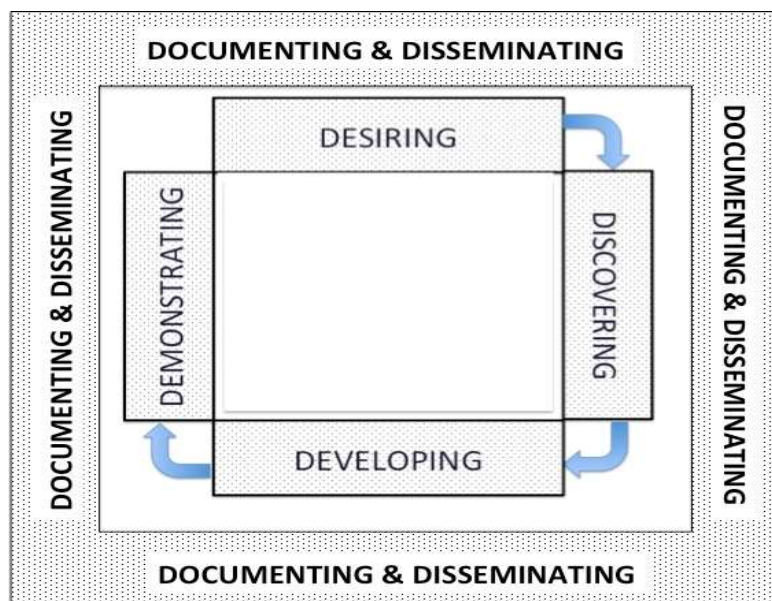 DOCUMENTING & DISSEMINATING
DESIRING
DOCUMENTING & DISSEMINATING
DEMONSTRATING
DISCOVERING
DOCUMENTING & DISSEMINATING
DEVELOPING
DOCUMENTING & DISSEMINATING